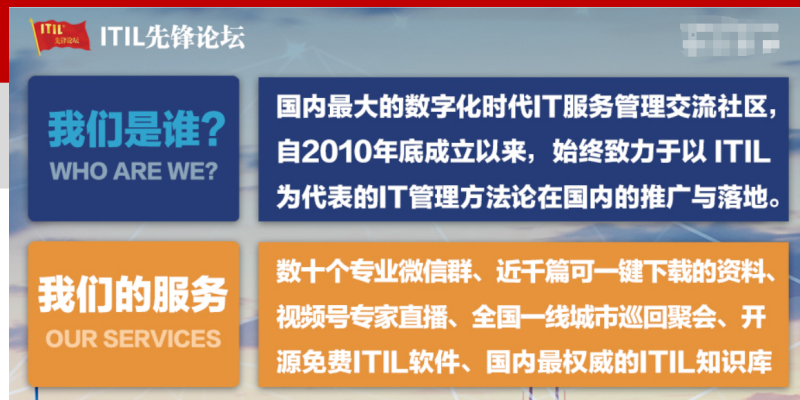 ITIL
先锋论坛
ITIL先锋论坛
我们是谁?
WHO ARE WE?
国内最大的数字化时代IT服务管理交流社区，
自2010年底成立以来，始终致力于以 ITIL
为代表的IT管理方法论在国内的推广与落地。
我们的服务
OUR SERVICES
数十个专业微信群、近千篇可一键下载的资料、
视频号专家直播、全国一线城市巡回聚会、开
源免费ITIL软件、国内最权威的ITIL知识库